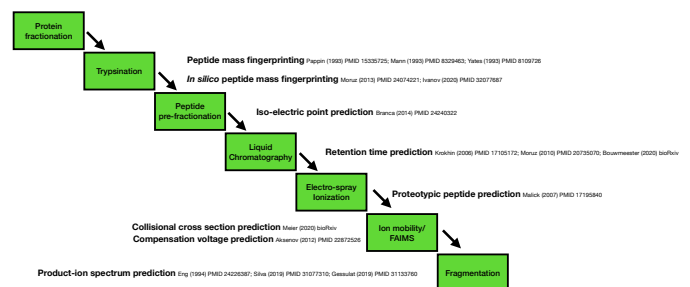 Protein
fractionation
Trypsination
Peptide mass fingerprinting Pappin (1993) PMID 15335725; Mann (1993) PMID 8329463; Yates (1993) PMID 8109726
In silico peptide mass fingerprinting Moruz (2013) PMID 24074221; Ivanov (2020) PMID 32077687
Peptide
pre-fractionation
Iso-electric point prediction Branca (2014) PMID 24240322
Liquid
Chromatography
Retention time prediction Krokhin (2006) PMID 17105172; Moruz (2010) PMID 20735070; Bouwmeester (2020) bioRxiv
Electro-spray
Ionization
Proteotypic peptide prediction Mallick (2007) PMID 17195840
Collisional cross section prediction Meier (2020) bioRxiv
Compensation voltage prediction Aksenov (2012) PMID 22872526
Ion mobility/
FAIMS
Product-ion spectrum prediction Eng (1994) PMID 24226387; Silva (2019) PMID 31077310; Gessulat (2019) PMID 31133760
Fragmentation